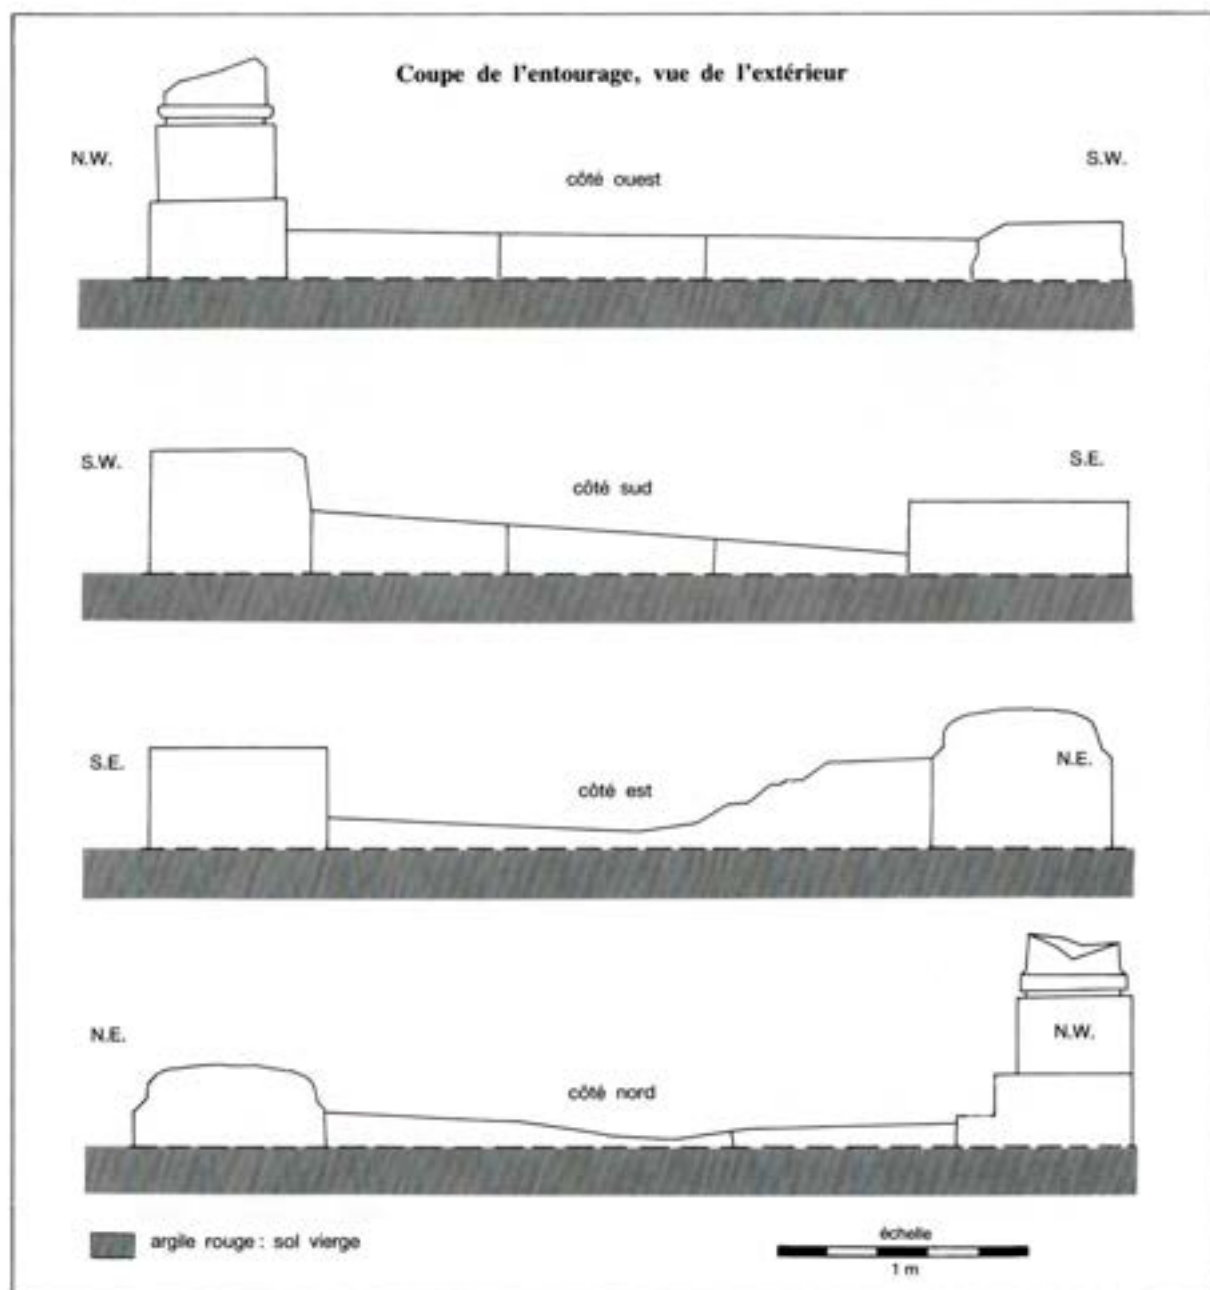 Coupe de l'entourage, vue de l'extérieur
N.W.
côté ouest
S.W.
S.W.
côté sud
S.E.
S.E.
côté est
N.E.
N.E.
côté nord
N.W.
argile rouge : sol vierge
échelle
1 m